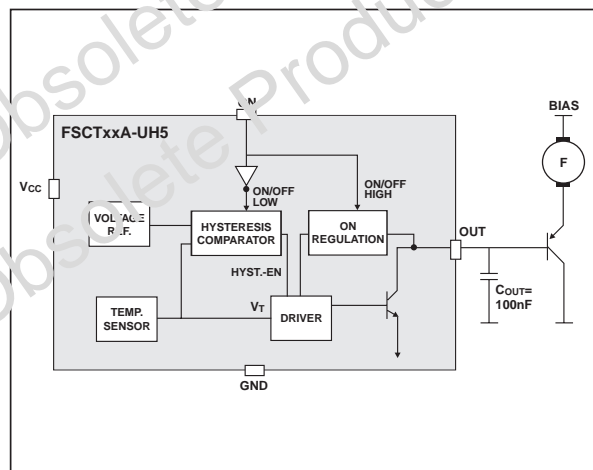 Obsolete Product
Obsolete Product
ON
BIAS
FSCTxxA-UH5
F
VCC
ON/OFF
LOW
ON/OFF
HIGH
VOLTAGE
REF.
HYSTERESIS
COMPARATOR
ON
REGULATION
OUT
HYST.-EN
COUT=
100nF
TEMP.
SENSOR
VT
DRIVER
GND